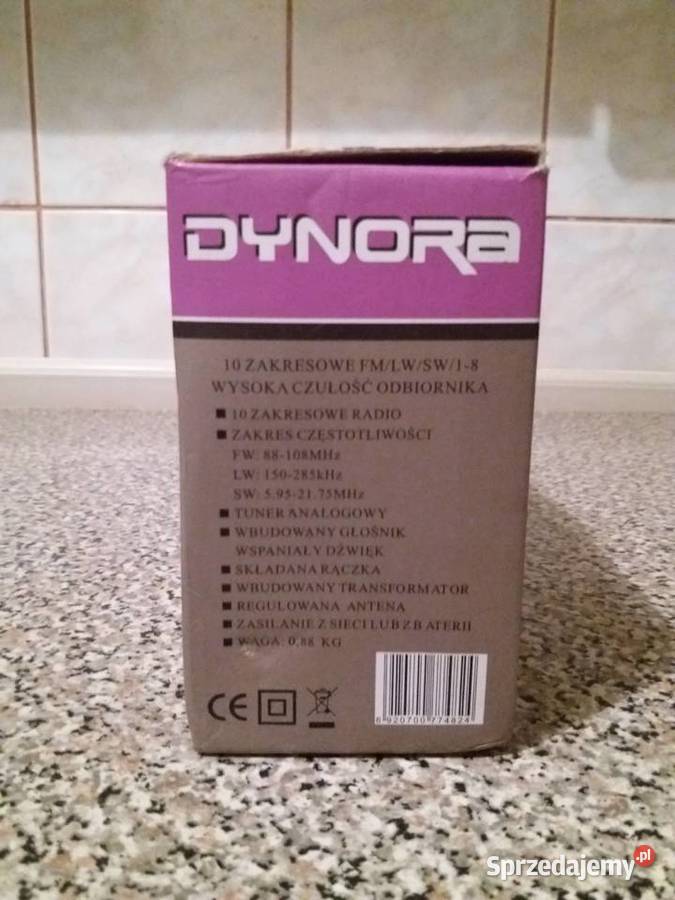 DYNORa
10 ZAKRESOWE FM/LW/SW/1-8
WYSOKA CZUŁOŚĆ ODBIORNIKA
■ 10 ZAKRESOWE RADIO
■ ZAKRES CZĘSTOTLIWOŚCI
FW: 88-108MHz
LW: 150-285kHz
SW: 5.95-21.75MHz
■ TUNER ANALOGOWY
■ WBUDOWANY GŁOŚNIK
WSPANIAŁY DŹWIĘK
■ SKŁADANA RĄCZKA
■ WBUDOWANY TRANSFORMATOR
■ REGULOWANA ANTENA
■ ZASILANIE Z SIECI LUB Z B ATERII
■ WAGA: 0.88 KG
CE
6920700774824
Sprzedajemy.pl